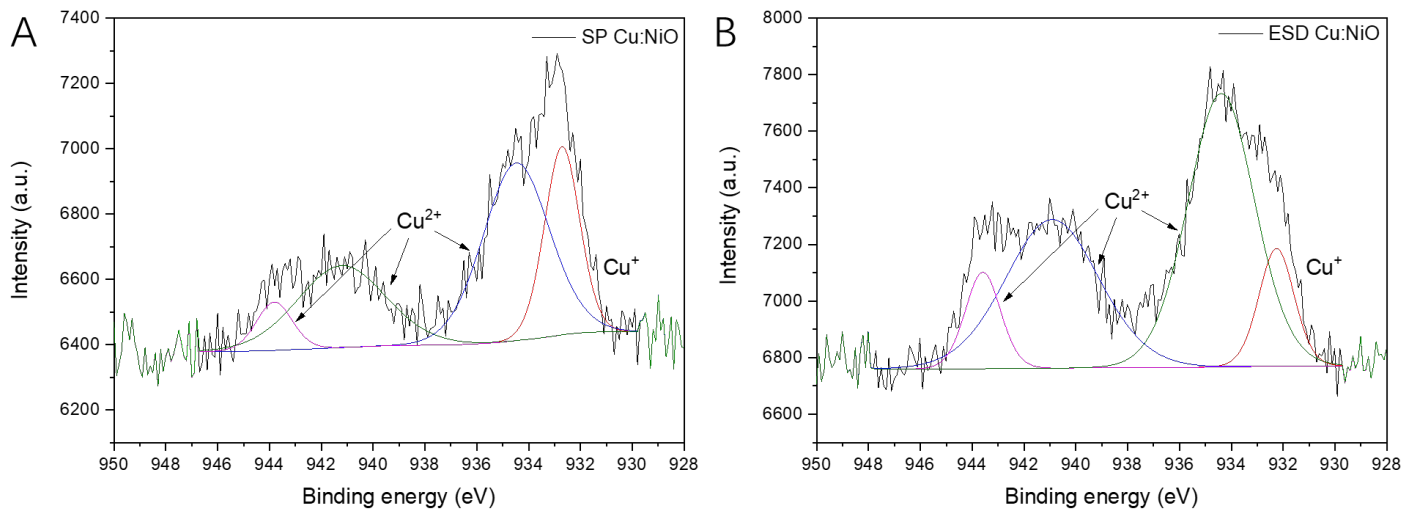 A
SP Cu:NiO
7400
7200
7000
6800
6600
6400
6200
Intensity (a.u.)
Cu²⁺
Cu⁺
950 948 946 944 942 940 938 936 934 932 930 928
Binding energy (eV)
B
ESD Cu:NiO
8000
7800
7600
7400
7200
7000
6800
6600
Intensity (a.u.)
Cu²⁺
Cu⁺
950 948 946 944 942 940 938 936 934 932 930 928
Binding energy (eV)